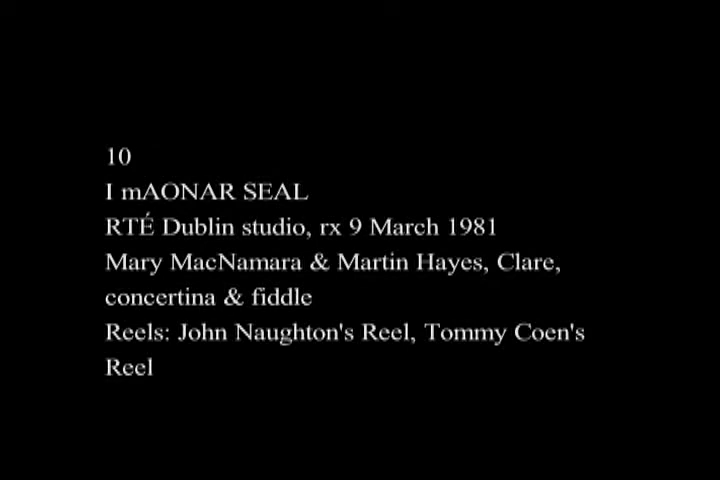 10
I mAONAR SEAL
RTÉ Dublin studio, rx 9 March 1981
Mary MacNamara & Martin Hayes, Clare,
concertina & fiddle
Reels: John Naughton's Reel, Tommy Coen's
Reel